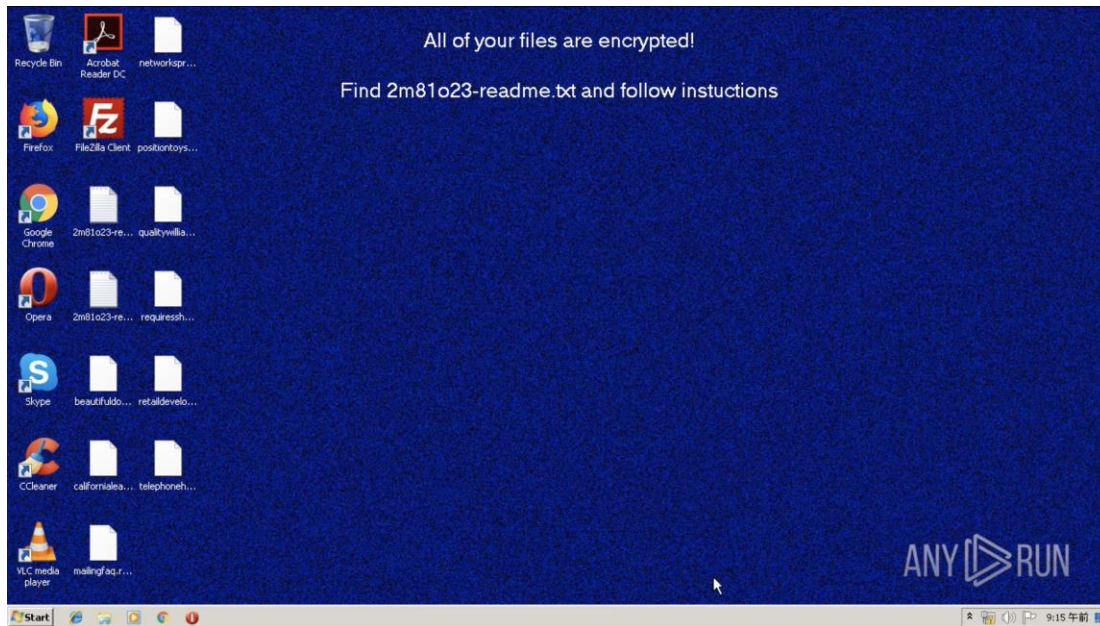 All of your files are encrypted!
Find 2m81o23-readme.txt and follow instuctions
Recycle Bin
Acrobat
Reader DC
networkspr...
Firefox
FileZilla Client
positiontoys...
Google
Chrome
2m81o23-re...
qualitywillia...
Opera
2m81o23-re...
requiressh...
Skype
beautifuldo...
retaildevelo...
CCleaner
californialea...
telephoneh...
VLC media
player
mailingfaq.r...
ANY RUN
Start
9:15 午前